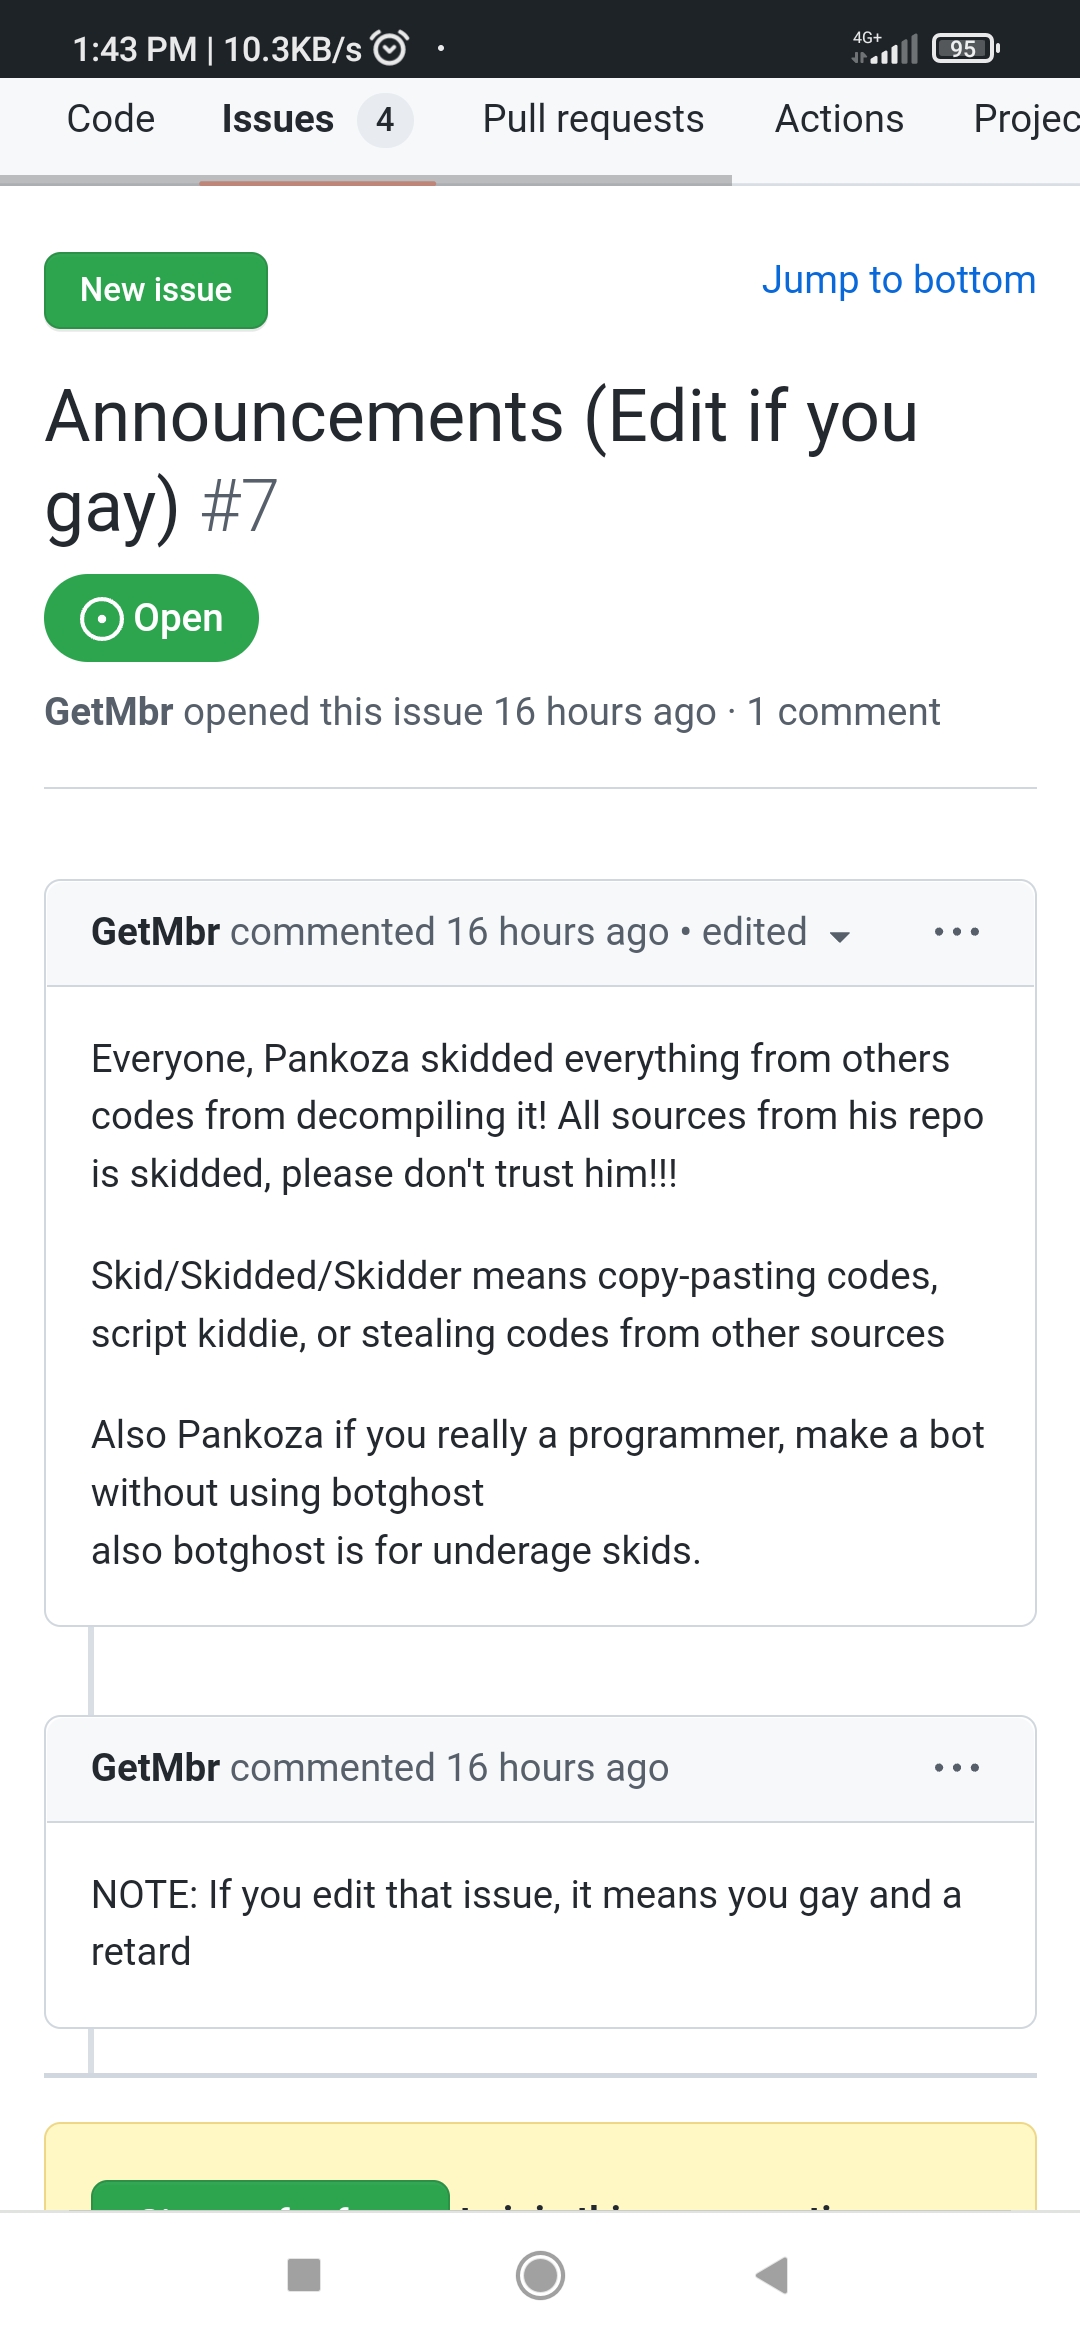 1:43 PM | 10.3KB/s
4G+
95
Code Issues 4 Pull requests Actions Projec
New issue
Jump to bottom
Announcements (Edit if you
gay) #7
Open
GetMbr opened this issue 16 hours ago · 1 comment
GetMbr commented 16 hours ago • edited
Everyone, Pankoza skidded everything from others
codes from decompiling it! All sources from his repo
is skidded, please don't trust him!!!
Skid/Skidded/Skidder means copy-pasting codes,
script kiddie, or stealing codes from other sources
Also Pankoza if you really a programmer, make a bot
without using botghost
also botghost is for underage skids.
GetMbr commented 16 hours ago
NOTE: If you edit that issue, it means you gay and a
retard